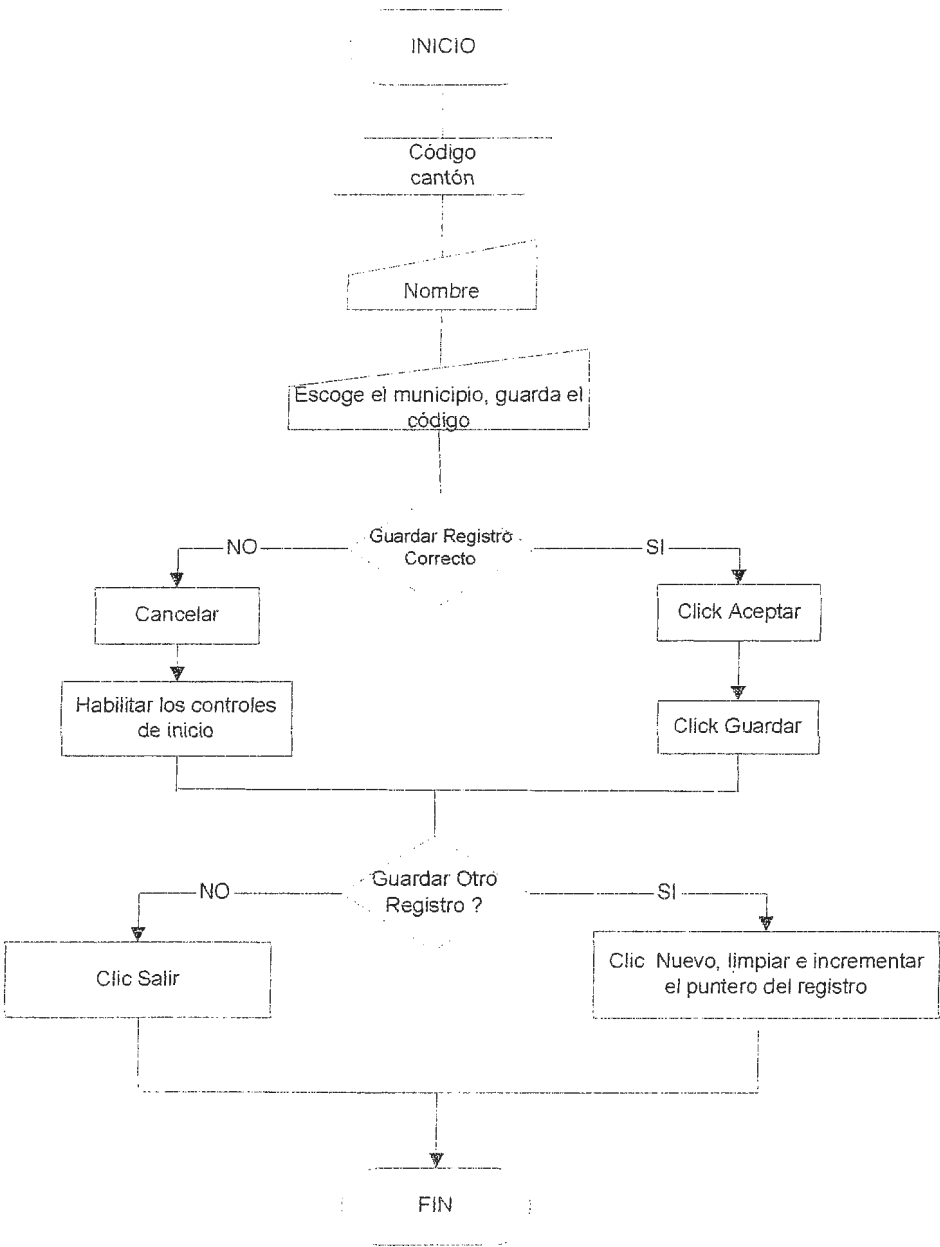 INICIO
Código
cantón
Nombre
Escoge el municipio, guarda el
código
Guardar Registro
Correcto
NO
SI
Cancelar
Click Aceptar
Habilitar los controles
de inicio
Click Guardar
Guardar Otro
Registro ?
NO
SI
Clic Salir
Clic Nuevo, limpiar e incrementar
el puntero del registro
FIN